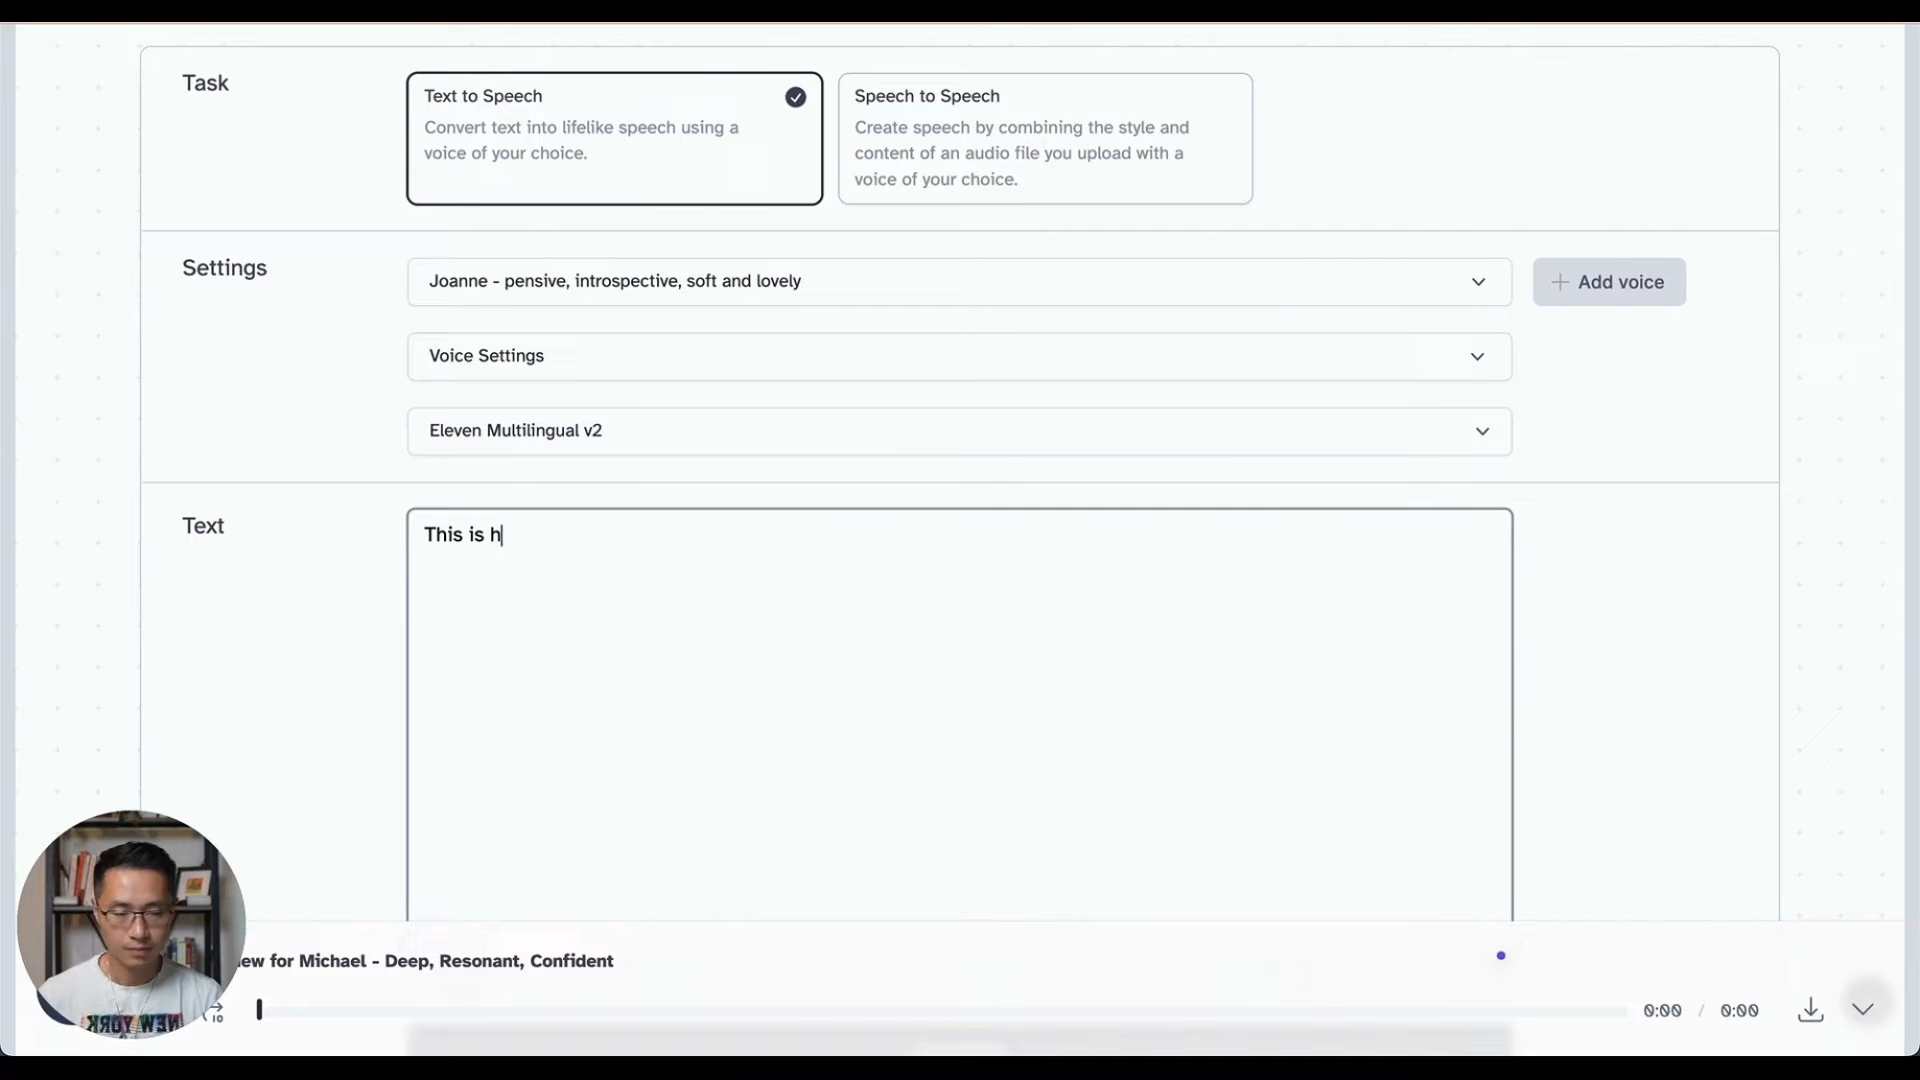 Task
Text to Speech
Convert text into lifelike speech using a
voice of your choice.
Speech to Speech
Create speech by combining the style and
content of an audio file you upload with a
voice of your choice.
Settings
Joanne - pensive, introspective, soft and lovely
Add voice
Voice Settings
Eleven Multilingual v2
Text
This is h
ew for Michael - Deep, Resonant, Confident
10
0:00 / 0:00
NEW YORK